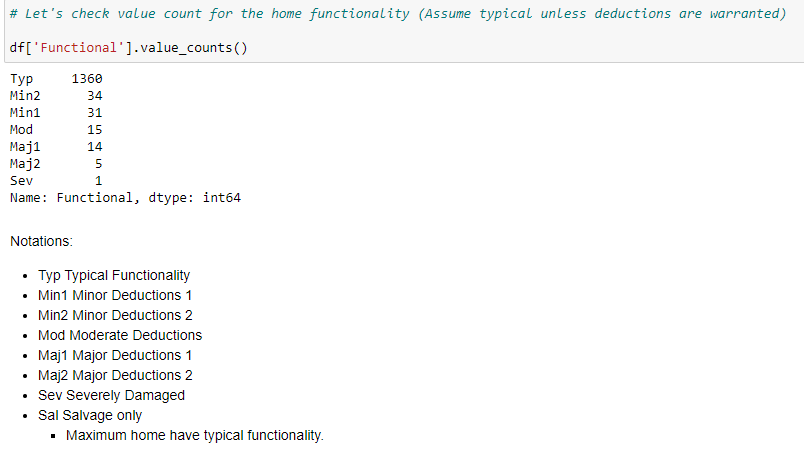 # Let's check value count for the home functionality (Assume typical unless deductions are warranted)
df['Functional'].value_counts()
Typ 1360
Min2 34
Min1 31
Mod 15
Maj1 14
Maj2 5
Sev 1
Name: Functional, dtype: int64
Notations:
• Typ Typical Functionality
• Min1 Minor Deductions 1
• Min2 Minor Deductions 2
• Mod Moderate Deductions
• Maj1 Major Deductions 1
• Maj2 Major Deductions 2
• Sev Severely Damaged
• Sal Salvage only
▪ Maximum home have typical functionality.